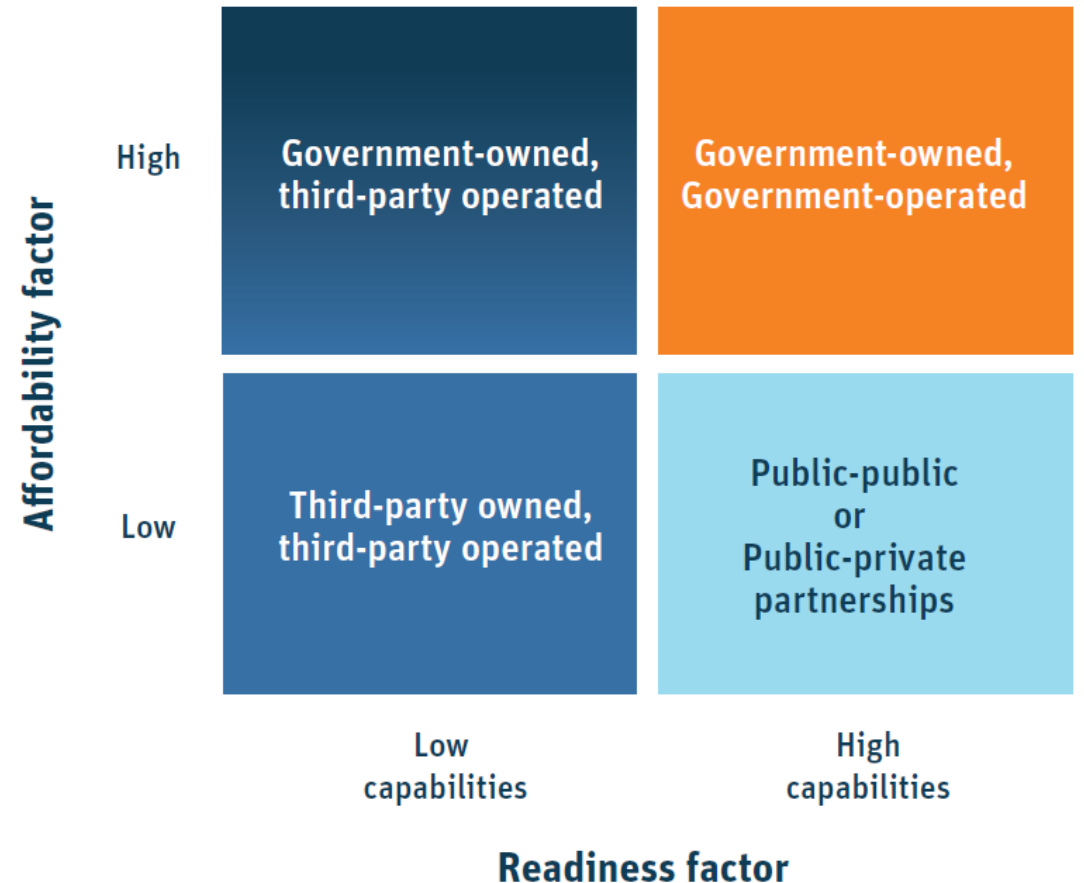 Affordability factor
High
Government-owned,
third-party operated
Government-owned,
Government-operated
Low
Third-party owned,
third-party operated
Public-public
or
Public-private
partnerships
Low
capabilities
High
capabilities
Readiness factor